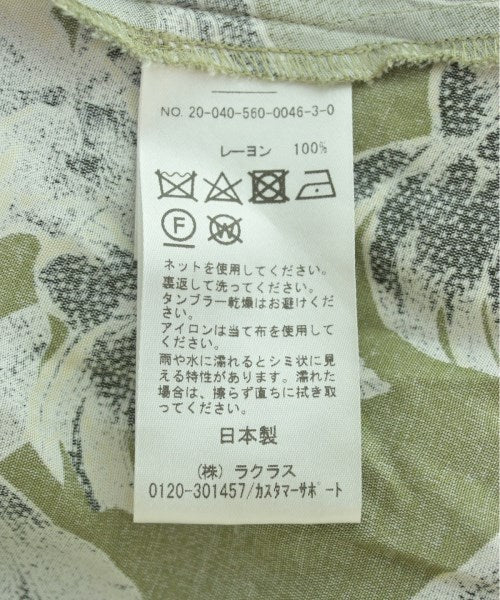 NO. 20-040-560-0046-3-0
レーヨン 100%
F
W
ネットを使用してください。
裏返して洗ってください。
タンブラー乾燥はお避けください。
アイロンは当て布を使用して
ください。
雨や水に濡れるとシミ状に見
える特性があります。濡れた
場合は、擦らず直ちに拭き取
ってください。
日本製
(株) ラクラス
0120-301457/カスタマーサポート